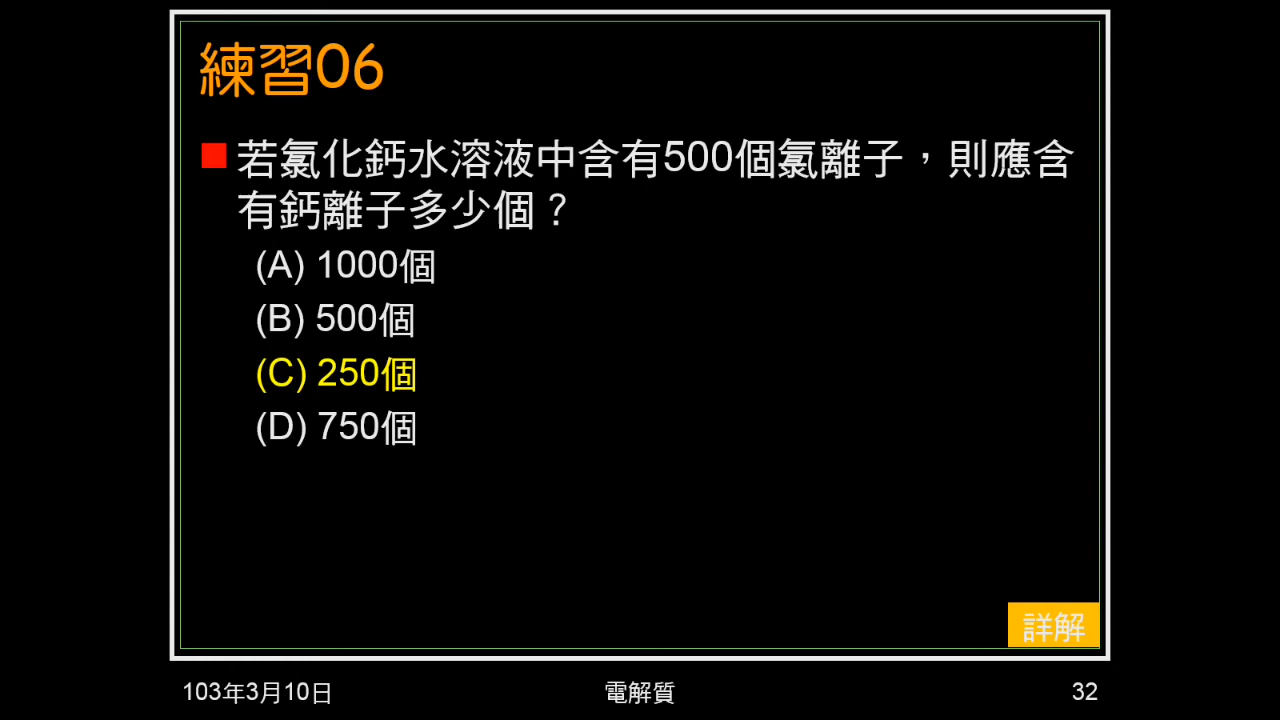 練習06
若氯化鈣水溶液中含有500個氯離子，則應含
有鈣離子多少個？
(A) 1000個
(B) 500個
(C) 250個
(D) 750個
詳解
103年3月10日
電解質
32